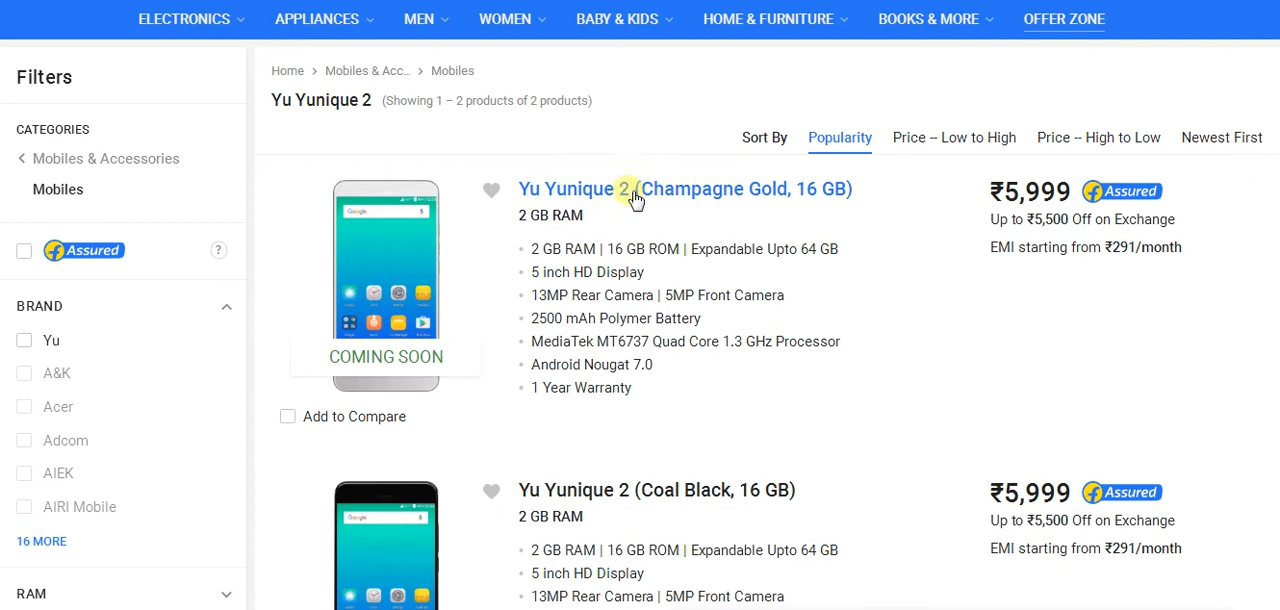 ELECTRONICS APPLIANCES MEN WOMEN BABY & KIDS HOME & FURNITURE BOOKS & MORE OFFER ZONE
Filters
CATEGORIES
Mobiles & Accessories
Mobiles
Assured ?
BRAND
Yu
A&K
Acer
Adcom
AIEK
AIRI Mobile
16 MORE
RAM
Home > Mobiles & Acc... > Mobiles
Yu Yunique 2 (Showing 1 – 2 products of 2 products)
Sort By Popularity Price -- Low to High Price -- High to Low Newest First
Google
COMING SOON
Add to Compare
Yu Yunique 2 (Champagne Gold, 16 GB)
2 GB RAM
2 GB RAM | 16 GB ROM | Expandable Upto 64 GB
5 inch HD Display
13MP Rear Camera | 5MP Front Camera
2500 mAh Polymer Battery
MediaTek MT6737 Quad Core 1.3 GHz Processor
Android Nougat 7.0
1 Year Warranty
₹5,999 Assured
Up to ₹5,500 Off on Exchange
EMI starting from ₹291/month
Google
Yu Yunique 2 (Coal Black, 16 GB)
2 GB RAM
2 GB RAM | 16 GB ROM | Expandable Upto 64 GB
5 inch HD Display
13MP Rear Camera | 5MP Front Camera
₹5,999 Assured
Up to ₹5,500 Off on Exchange
EMI starting from ₹291/month